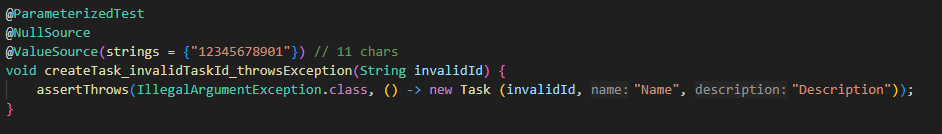 @ParameterizedTest
@NullSource
@ValueSource(strings = {"12345678901"}) // 11 chars
void createTask_invalidTaskId_throwsException(String invalidId) {
    assertThrows(IllegalArgumentException.class, () -> new Task (invalidId, name: "Name", description: "Description"));
}